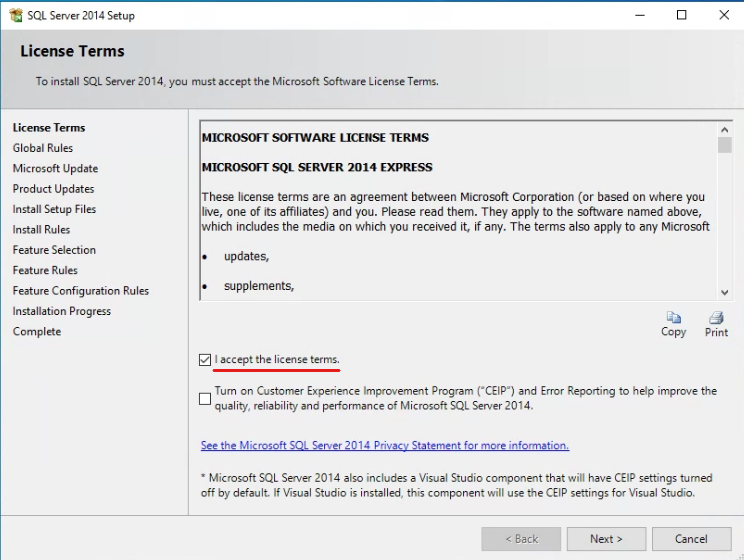 SQL Server 2014 Setup
License Terms
To install SQL Server 2014, you must accept the Microsoft Software License Terms.
License Terms
Global Rules
Microsoft Update
Product Updates
Install Setup Files
Install Rules
Feature Selection
Feature Rules
Feature Configuration Rules
Installation Progress
Complete
MICROSOFT SOFTWARE LICENSE TERMS
MICROSOFT SQL SERVER 2014 EXPRESS
These license terms are an agreement between Microsoft Corporation (or based on where you
live, one of its affiliates) and you. Please read them. They apply to the software named above,
which includes the media on which you received it, if any. The terms also apply to any Microsoft
• updates,
• supplements,
Copy
Print
I accept the license terms.
Turn on Customer Experience Improvement Program ("CEIP") and Error Reporting to help improve the
quality, reliability and performance of Microsoft SQL Server 2014.
See the Microsoft SQL Server 2014 Privacy Statement for more information.
* Microsoft SQL Server 2014 also includes a Visual Studio component that will have CEIP settings turned
off by default. If Visual Studio is installed, this component will use the CEIP settings for Visual Studio.
< Back
Next >
Cancel